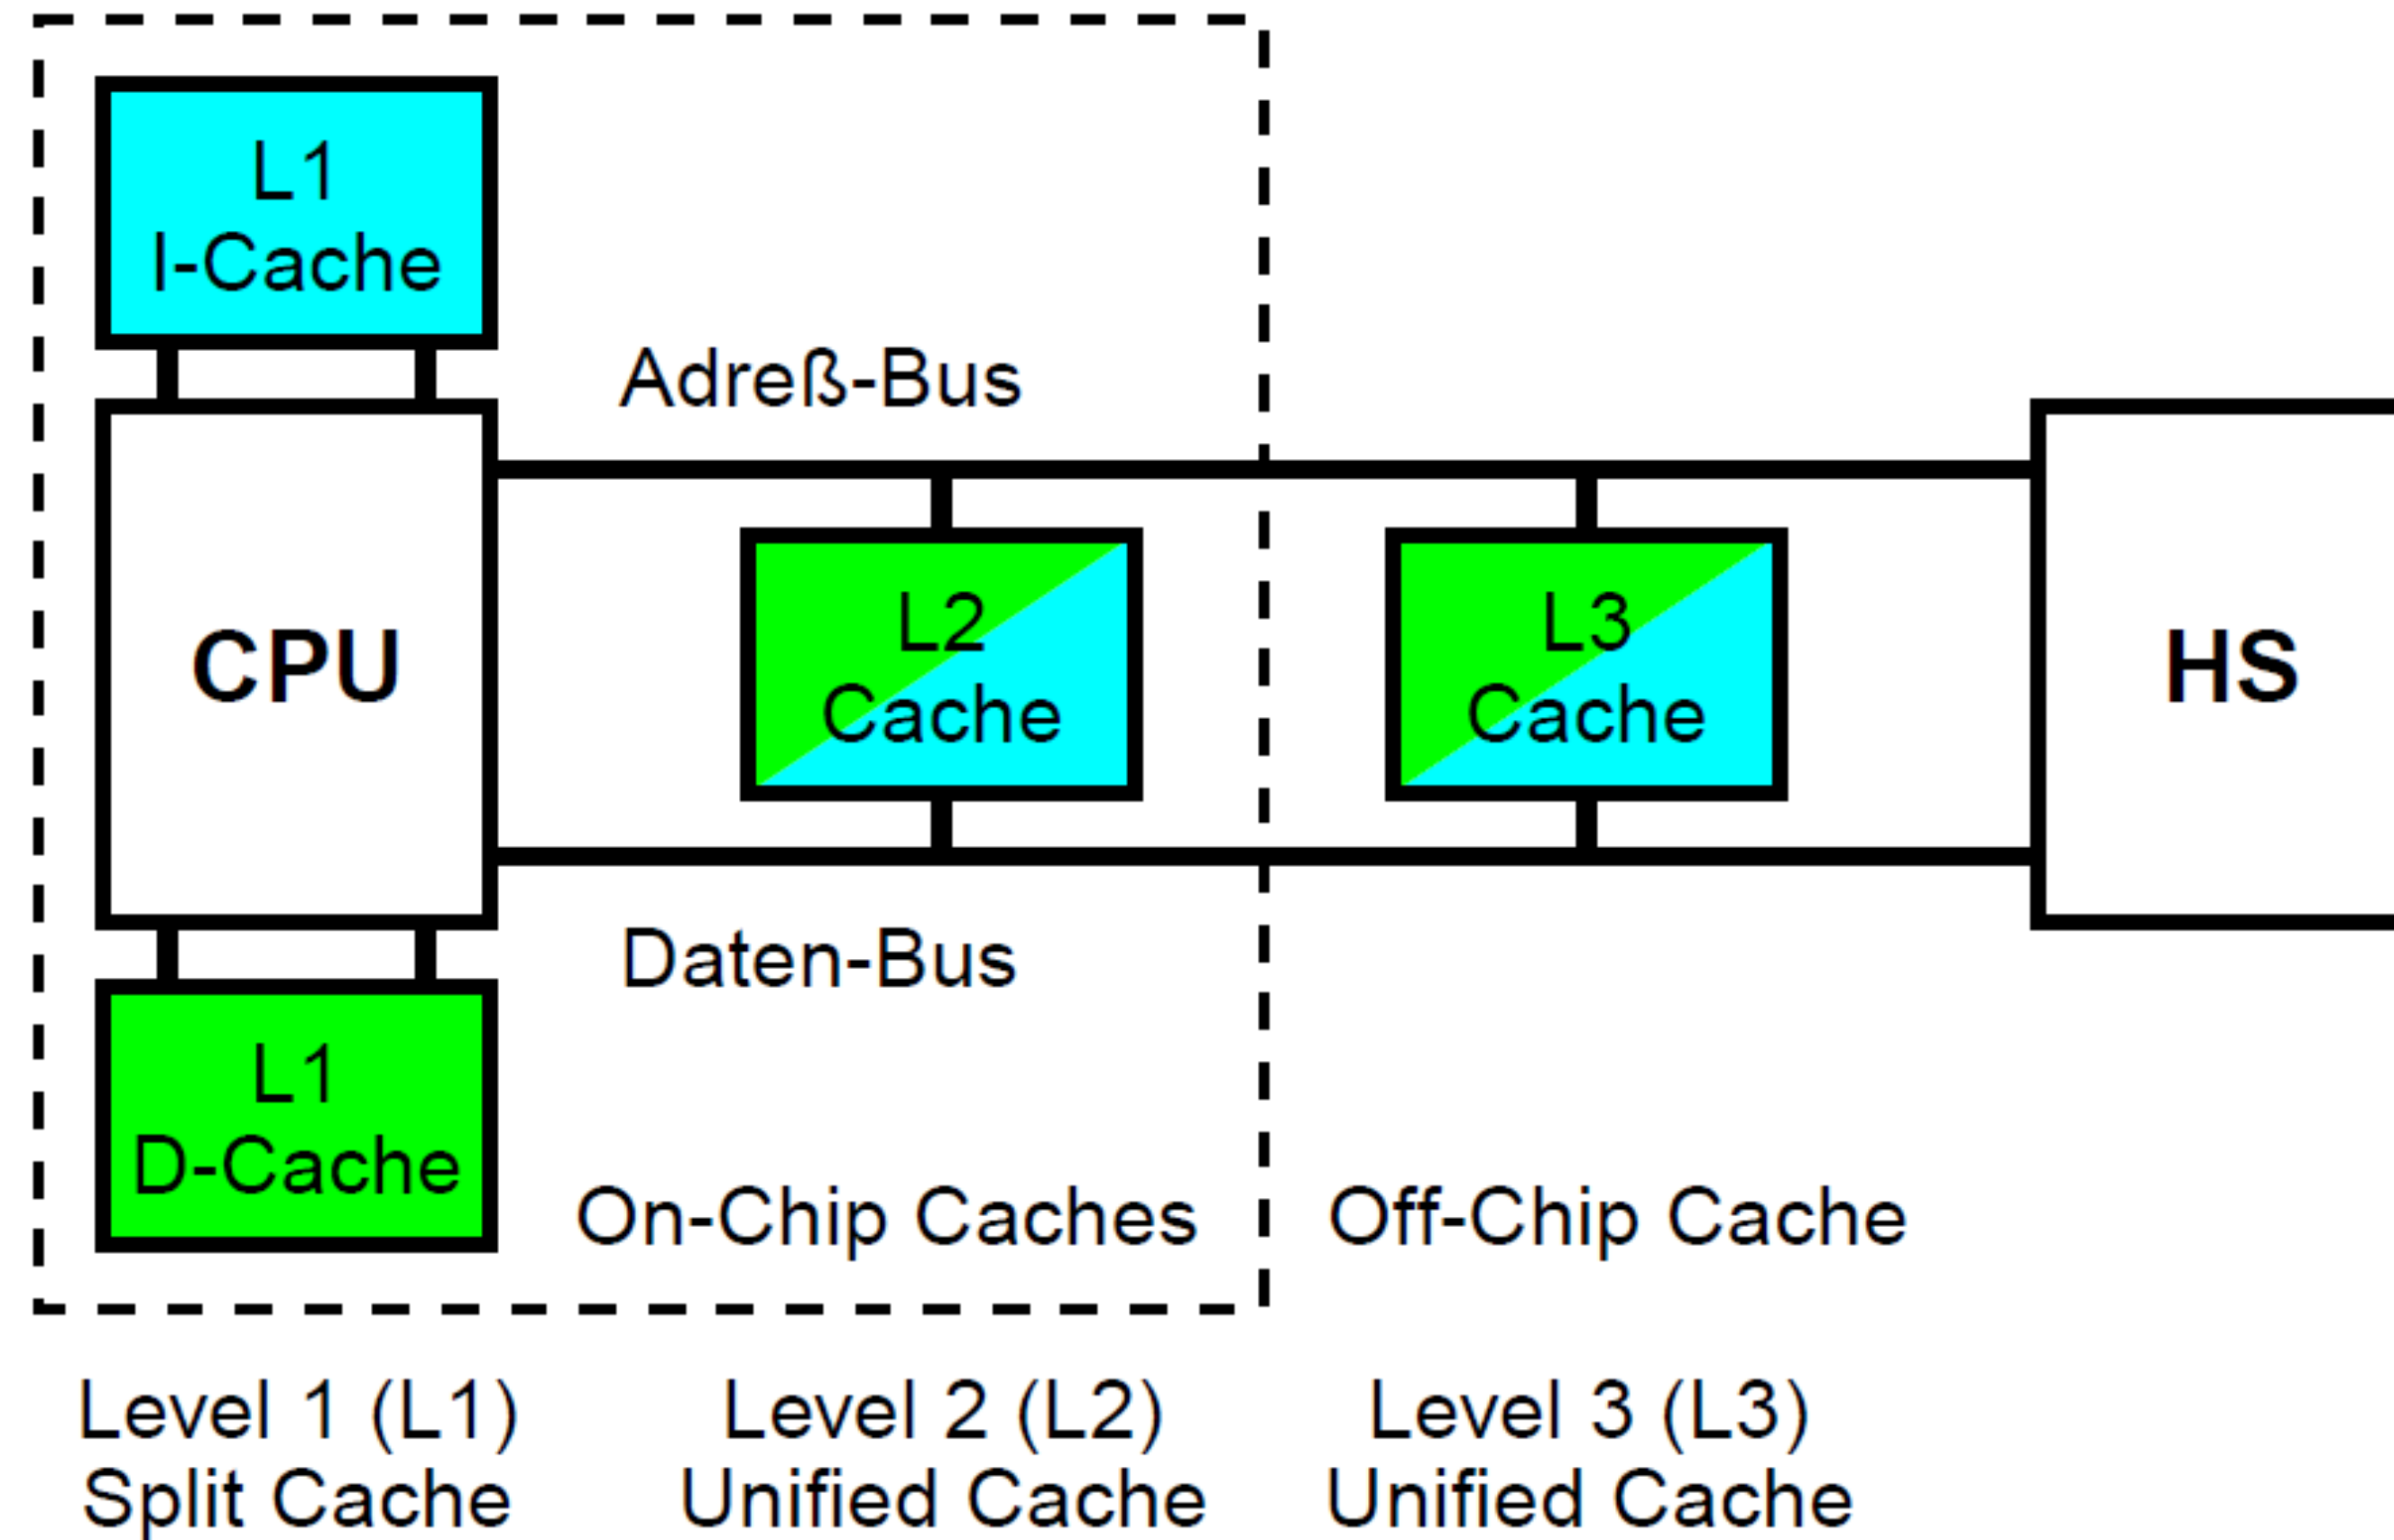 L1
I-Cache
Adreß-Bus
CPU
L2
Cache
L3
Cache
HS
Daten-Bus
L1
D-Cache
On-Chip Caches
Off-Chip Cache
Level 1 (L1)
Split Cache
Level 2 (L2)
Unified Cache
Level 3 (L3)
Unified Cache